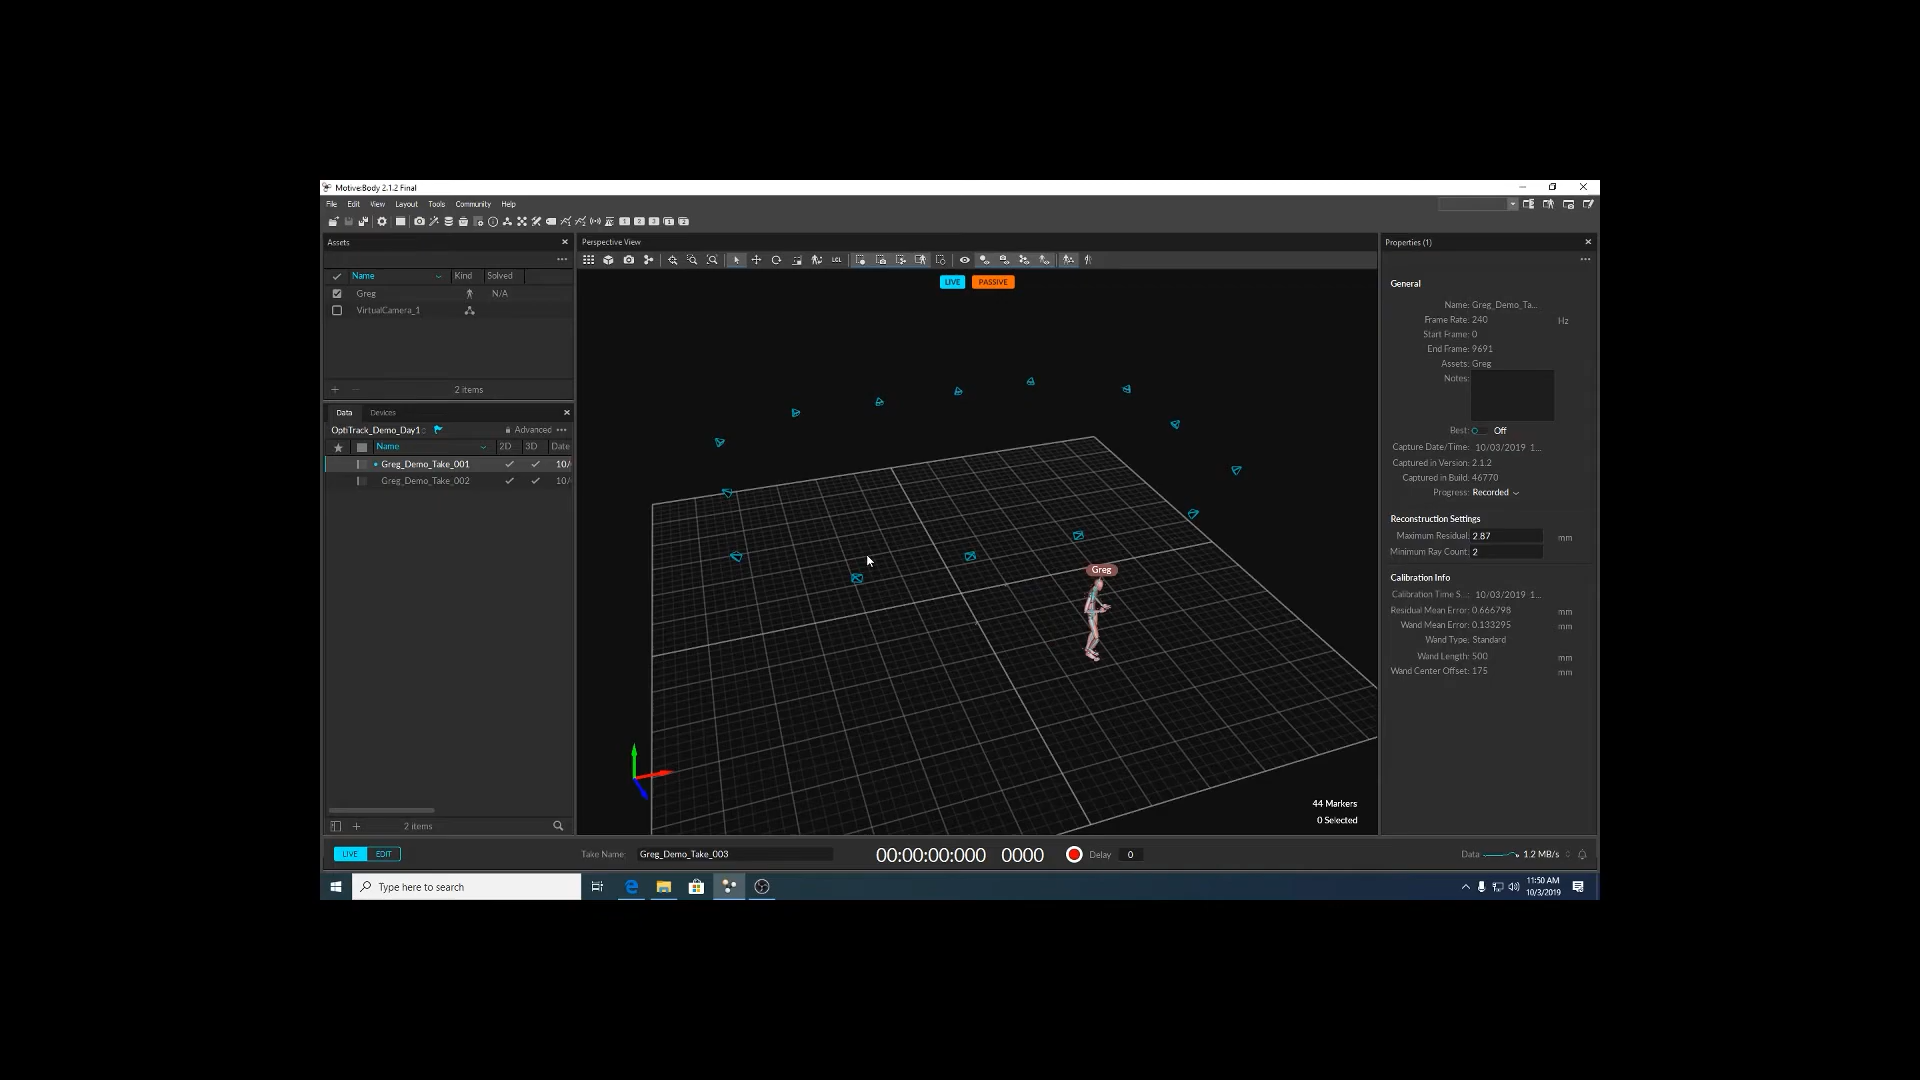 Motive:Body 2.1.2 Final
File Edit View Layout Tools Community Help
Assets
Name Kind Solved
Greg N/A
VirtualCamera_1
2 items
Data Devices
OptiTrack_Demo_Day1 Advanced
Name 2D 3D Date
Greg_Demo_Take_001 10/
Greg_Demo_Take_002 10/
2 items
LIVE EDIT
Perspective View
LCL
LIVE PASSIVE
Greg
44 Markers
0 Selected
Take Name: Greg_Demo_Take_003 00:00:00:000 0000 Delay 0
Properties (1)
General
Name: Greg_Demo_Ta...
Frame Rate: 240 Hz
Start Frame: 0
End Frame: 9691
Assets: Greg
Notes:
Best: Off
Capture Date/Time: 10/03/2019 1...
Captured in Version: 2.1.2
Captured in Build: 46770
Progress: Recorded
Reconstruction Settings
Maximum Residual: 2.87 mm
Minimum Ray Count: 2
Calibration Info
Calibration Time S...: 10/03/2019 1...
Residual Mean Error: 0.666798 mm
Wand Mean Error: 0.133295 mm
Wand Type: Standard
Wand Length: 500 mm
Wand Center Offset: 175 mm
Data 1.2 MB/s
Type here to search
11:50 AM
10/3/2019